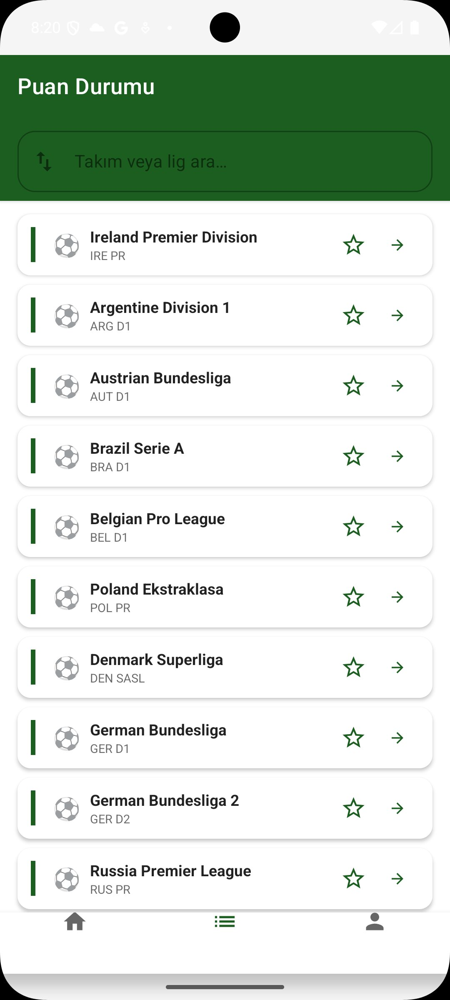 8:20
Puan Durumu
Takım veya lig ara...
Ireland Premier Division
IRE PR
Argentine Division 1
ARG D1
Austrian Bundesliga
AUT D1
Brazil Serie A
BRA D1
Belgian Pro League
BEL D1
Poland Ekstraklasa
POL PR
Denmark Superliga
DEN SASL
German Bundesliga
GER D1
German Bundesliga 2
GER D2
Russia Premier League
RUS PR